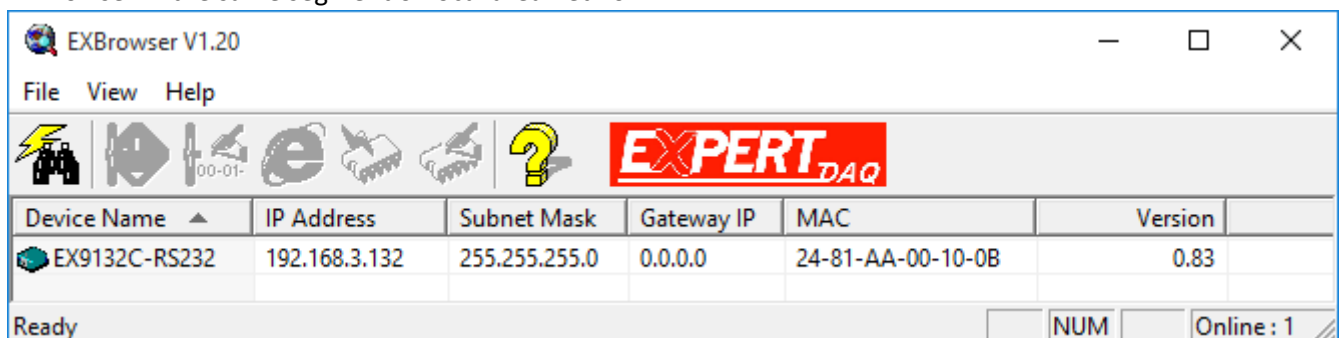 EXBrowser V1.20
File View Help
00-01-
EXPERT DAQ
Device Name IP Address Subnet Mask Gateway IP MAC Version
EX9132C-RS232 192.168.3.132 255.255.255.0 0.0.0.0 24-81-AA-00-10-0B 0.83
Ready NUM Online : 1